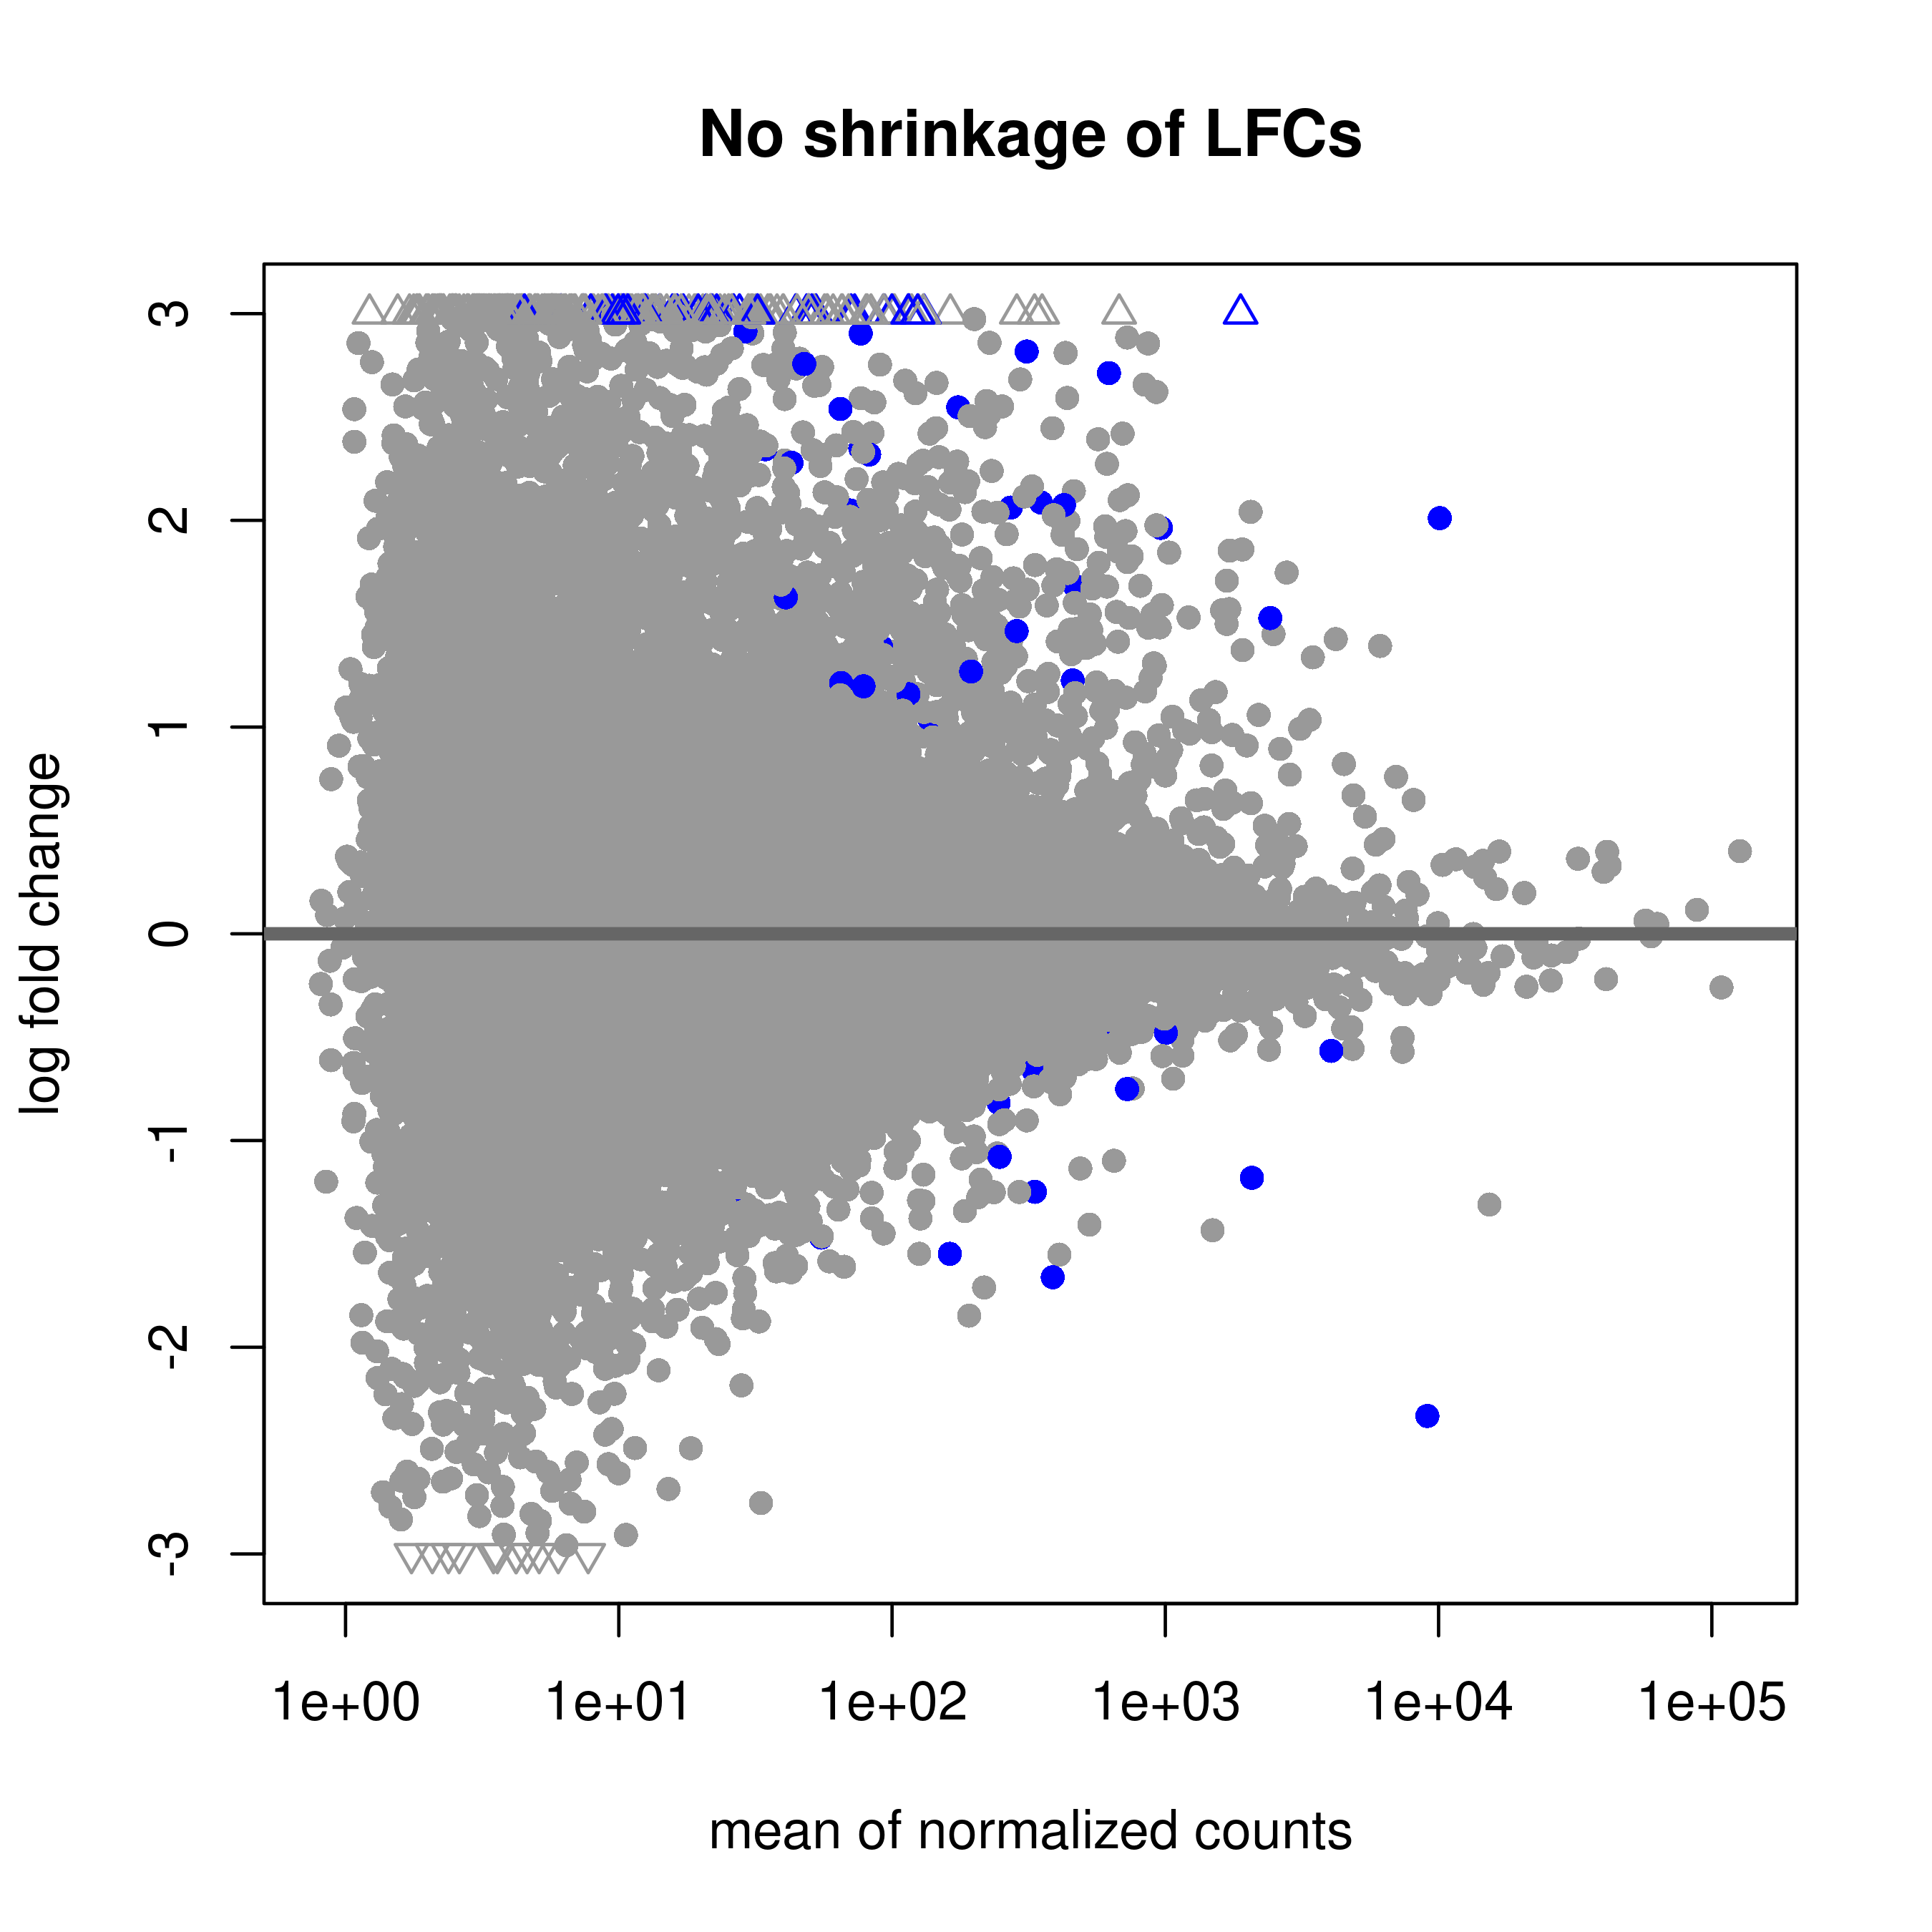 No shrinkage of LFCs
log fold change
3
2
1
0
-1
-2
-3
1e+00 1e+01 1e+02 1e+03 1e+04 1e+05
mean of normalized counts